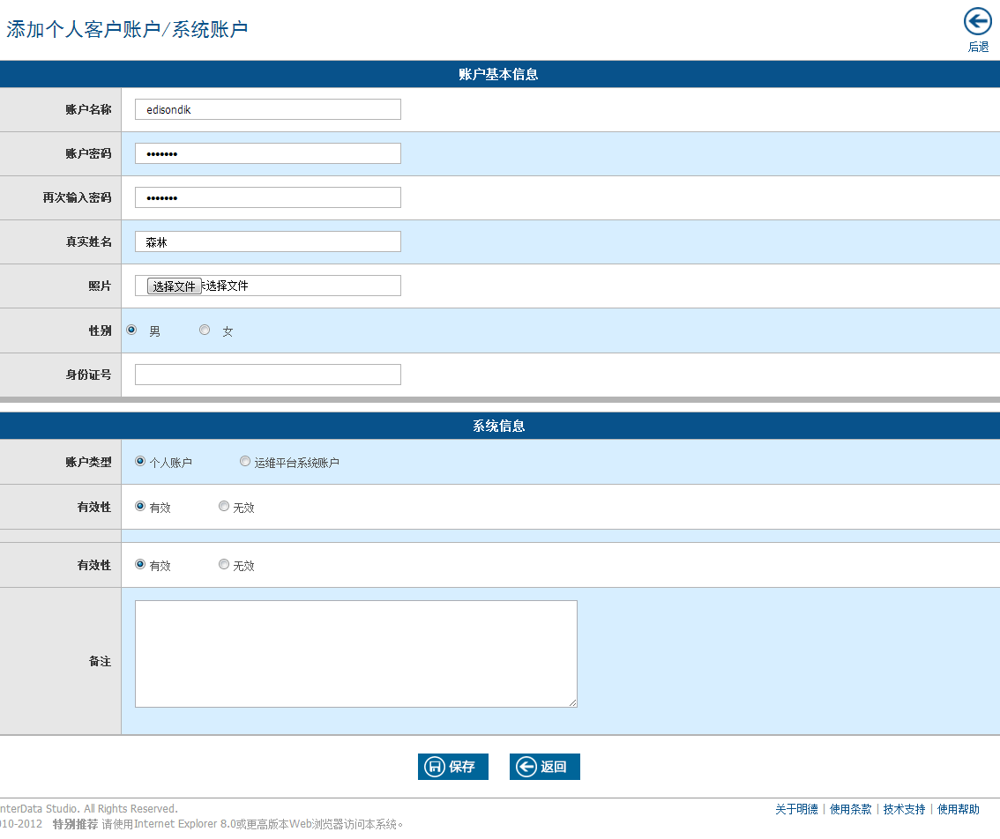 添加个人客户账户/系统账户
后退
账户基本信息
账户名称 edisondik
账户密码 •••••••
再次输入密码 •••••••
真实姓名 森林
照片 选择文件 未选择文件
性别 男 女
身份证号
系统信息
账户类型 个人账户 运维平台系统账户
有效性 有效 无效
有效性 有效 无效
备注
保存 返回
nterData Studio. All Rights Reserved. 关于明德 | 使用条款 | 技术支持 | 使用帮助
010-2012 特别推荐 请使用Internet Explorer 8.0或更高版本Web浏览器访问本系统。